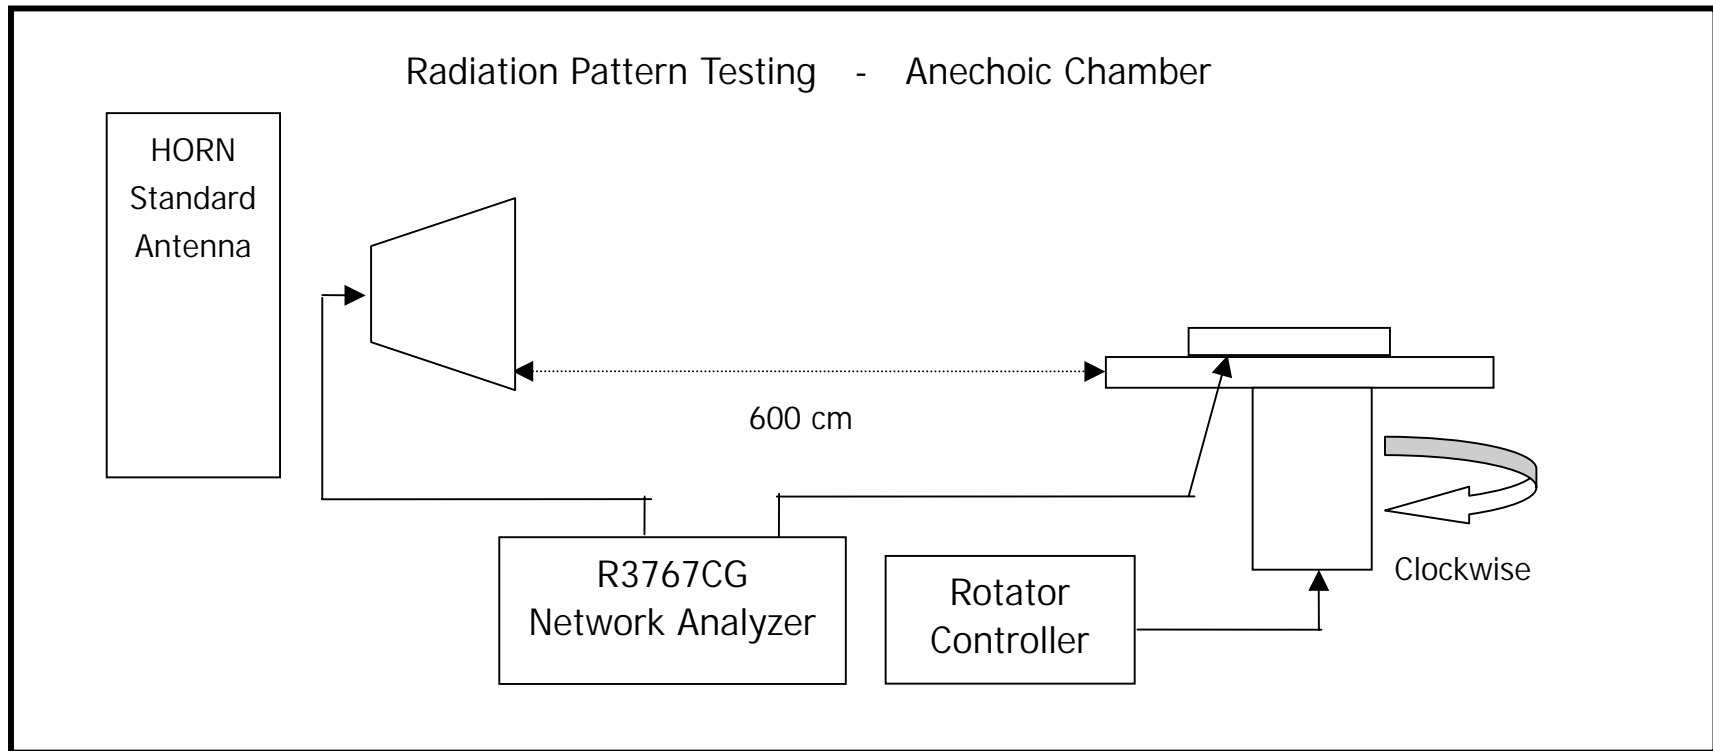 Radiation Pattern Testing - Anechoic Chamber
HORN
Standard
Antenna
600 cm
R3767CG
Network Analyzer
Rotator
Controller
Clockwise